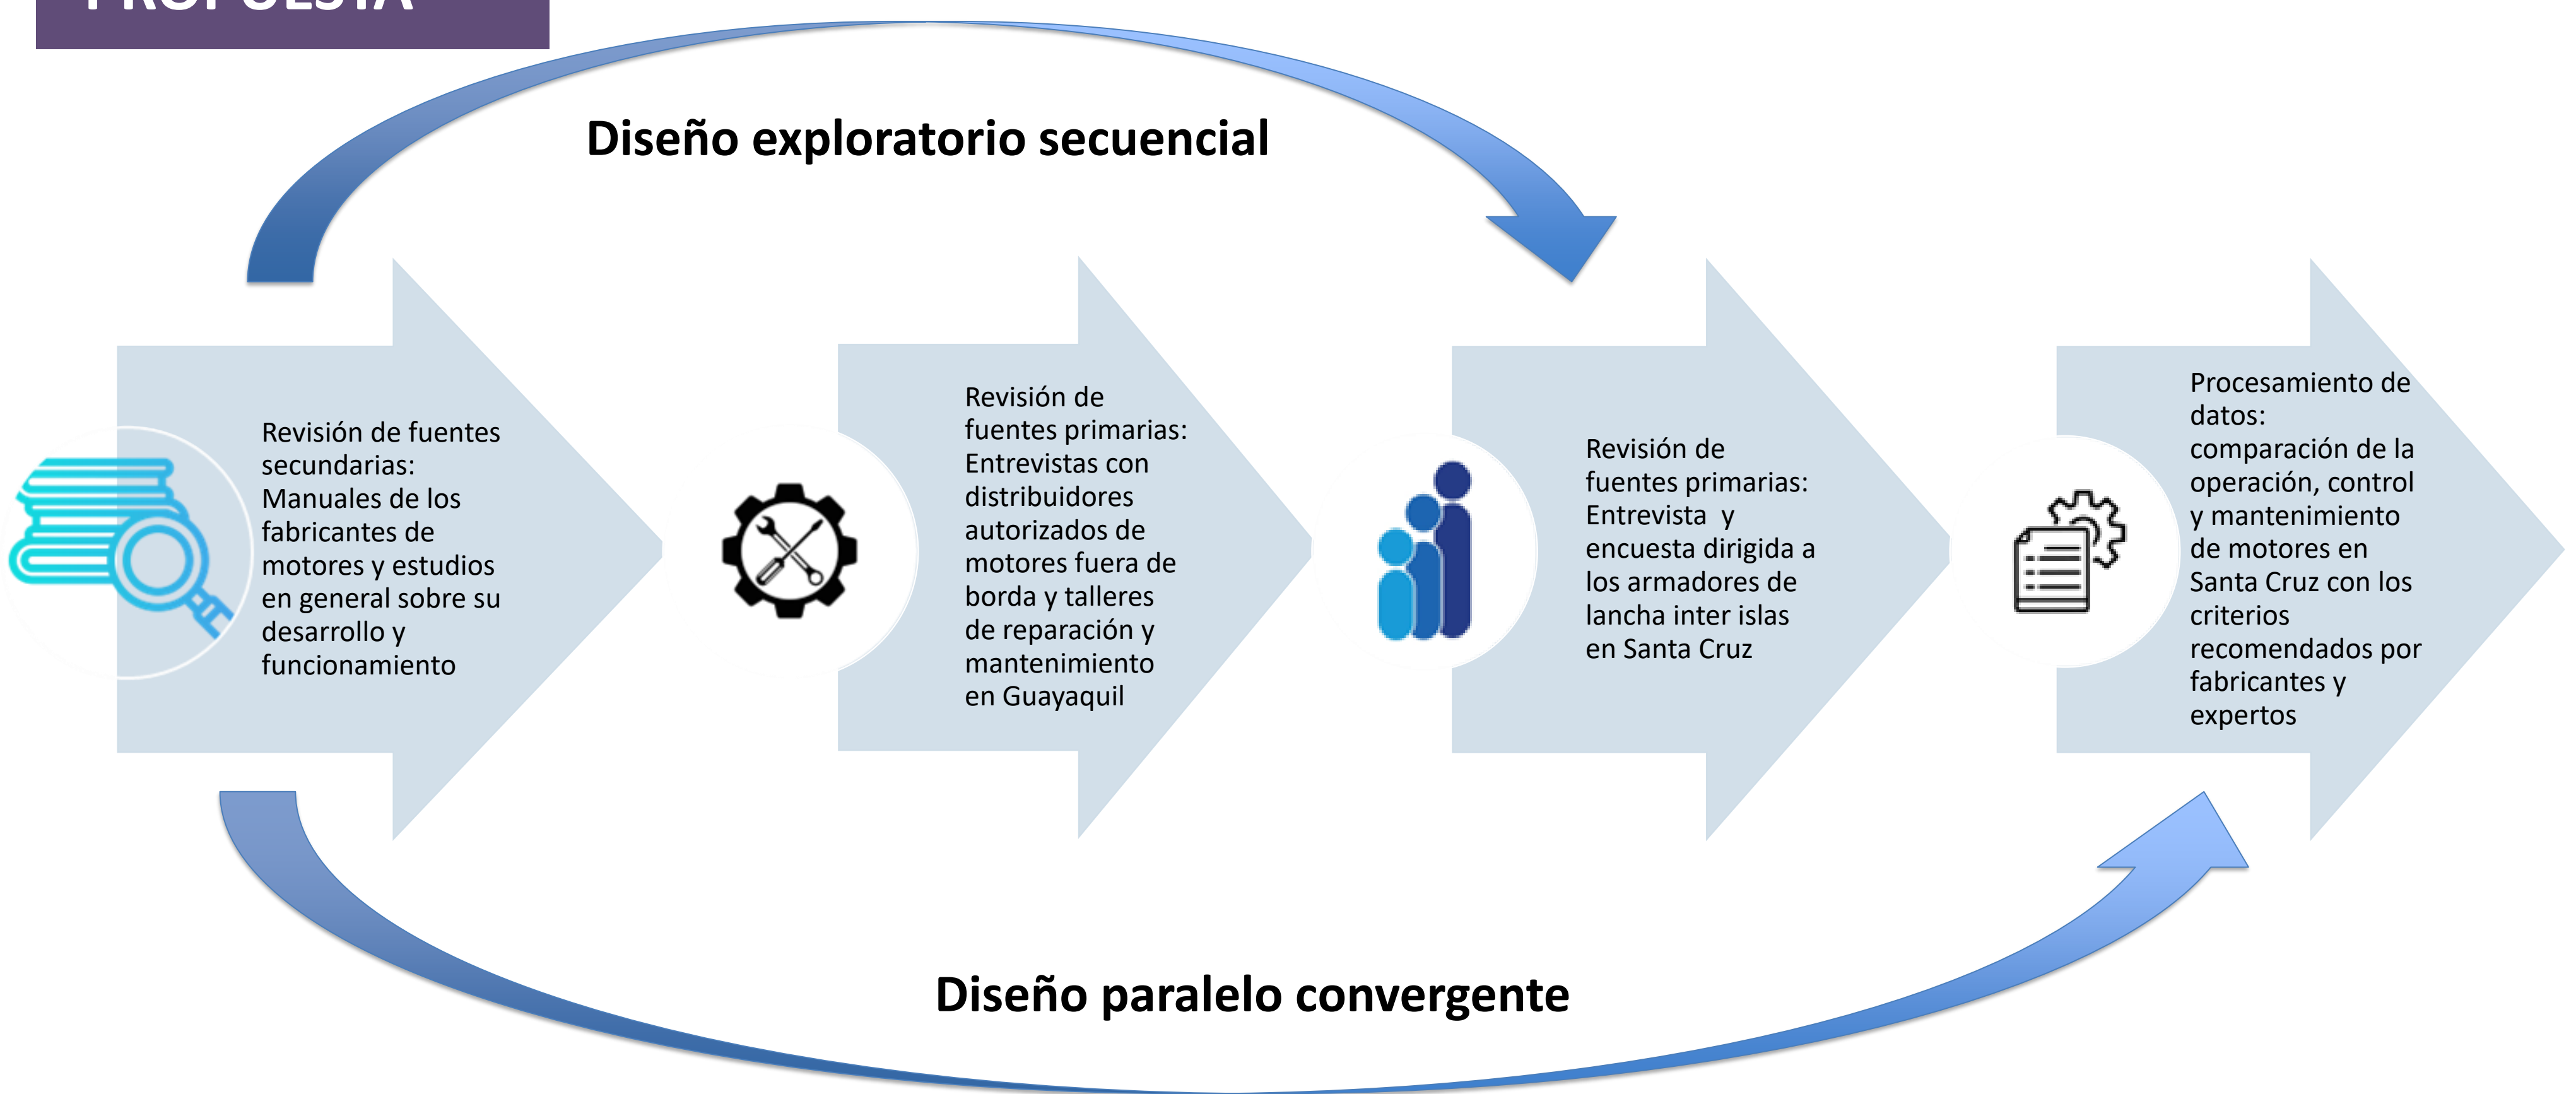 PROPUESTA
Diseño exploratorio secuencial
Revisión de fuentes
secundarias:
Manuales de los
fabricantes de
motores y estudios
en general sobre su
desarrollo y
funcionamiento
Revisión de
fuentes primarias:
Entrevistas con
distribuidores
autorizados de
motores fuera de
borda y talleres
de reparación y
mantenimiento
en Guayaquil
Revisión de
fuentes primarias:
Entrevista y
encuesta dirigida a
los armadores de
lancha inter islas
en Santa Cruz
Procesamiento de
datos:
comparación de la
operación, control
y mantenimiento
de motores en
Santa Cruz con los
criterios
recomendados por
fabricantes y
expertos
Diseño paralelo convergente